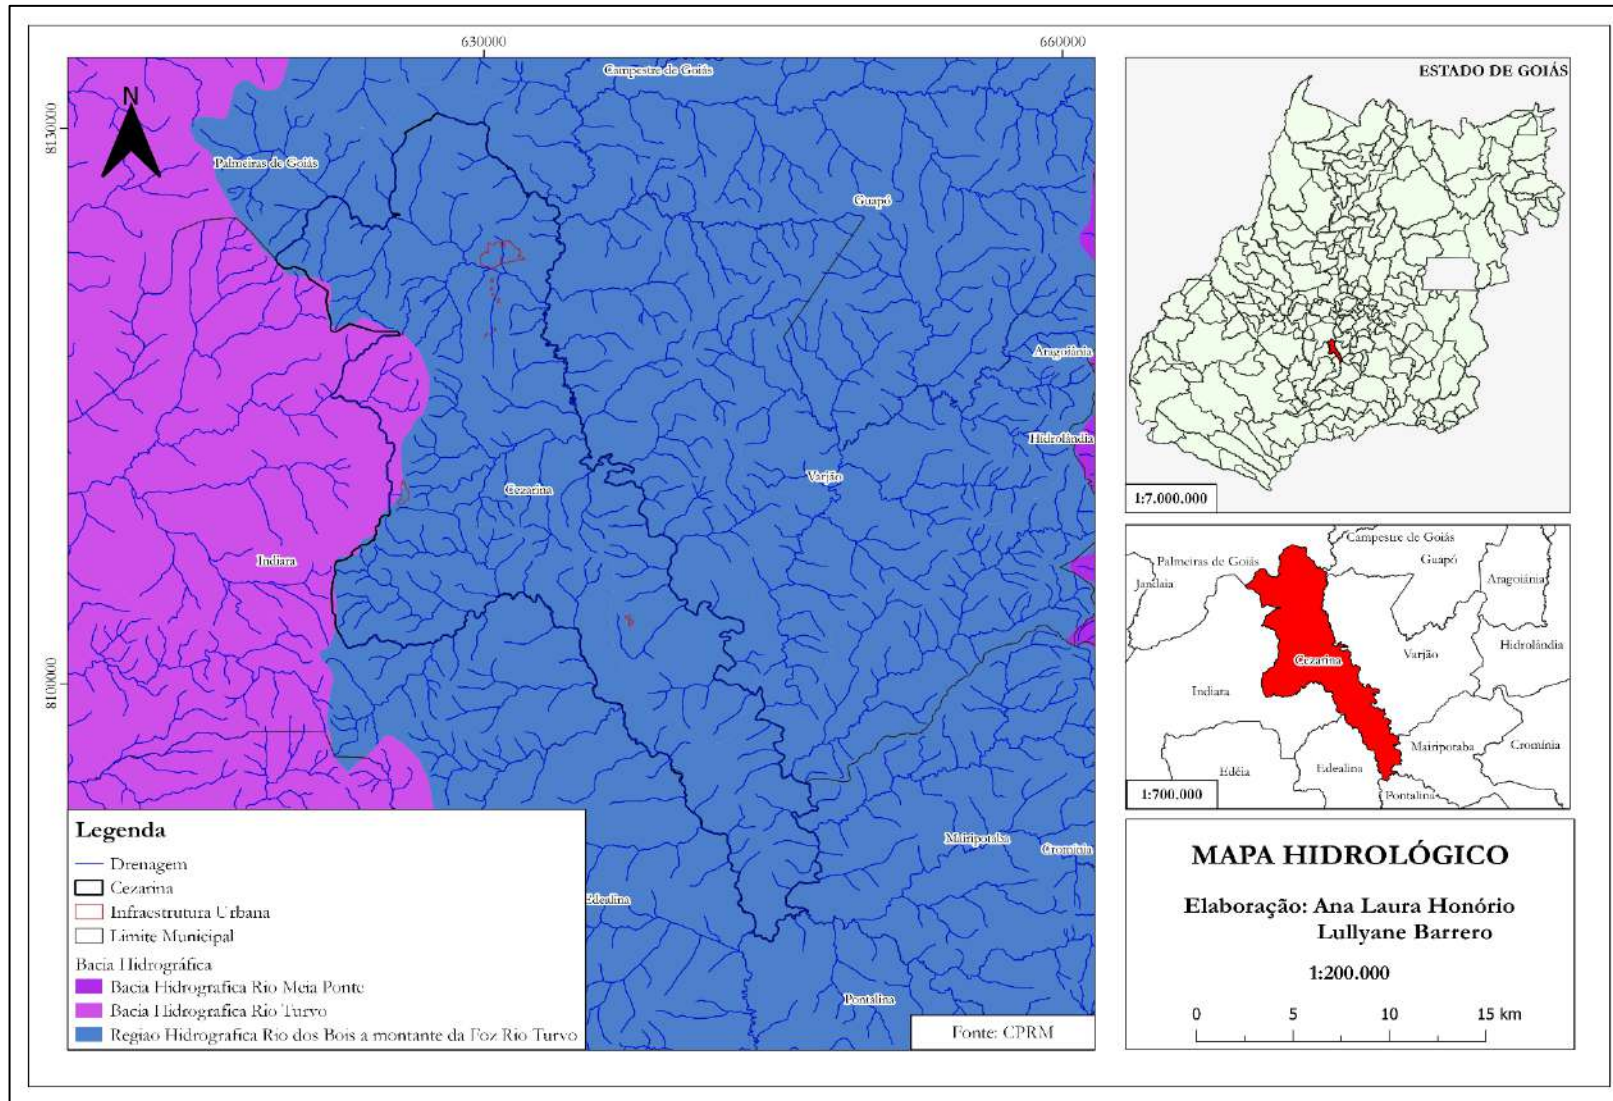 630000
660000
8130000
8100000
N
Campestre de Goiás
Palmeiras de Goiás
Guapó
Aragoiânia
Hidrolândia
Varjão
Cezarina
Indiara
Mairipotaba
Cromínia
Edealina
Pontalina
Legenda
Drenagem
Cezarina
Infraestrutura Urbana
Limite Municipal
Bacia Hidrográfica
Bacia Hidrografica Rio Meia Ponte
Bacia Hidrografica Rio Turvo
Regiao Hidrografica Rio dos Bois a montante da Foz Rio Turvo
Fonte: CPRM
ESTADO DE GOIÁS
1:7.000.000
Campestre de Goiás
Palmeiras de Goiás
Guapó
Jandaia
Aragoiânia
Hidrolândia
Varjão
Cezarina
Indiara
Mairipotaba
Cromínia
Edéia
Edealina
Pontalina
1:700.000
MAPA HIDROLÓGICO
Elaboração: Ana Laura Honório
Lullyane Barrero
1:200.000
0 5 10 15 km